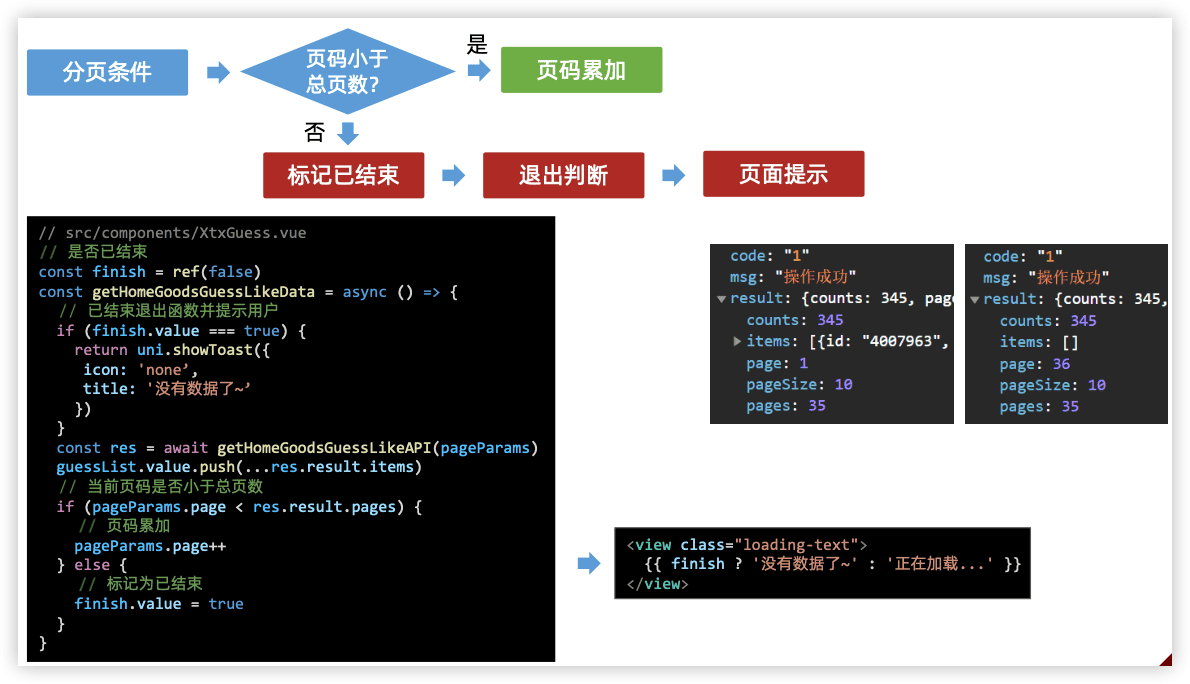 分页条件
页码小于
总页数？
是
页码累加
否
标记已结束
退出判断
页面提示
// src/components/XtxGuess.vue
// 是否已结束
const finish = ref(false)
const getHomeGoodsGuessLikeData = async () => {
// 已结束退出函数并提示用户
if (finish.value === true) {
return uni.showToast({
icon: 'none’,
title: '没有数据了~’
})
}
const res = await getHomeGoodsGuessLikeAPI(pageParams)
guessList.value.push(...res.result.items)
// 当前页码是否小于总页数
if (pageParams.page < res.result.pages) {
// 页码累加
pageParams.page++
} else {
// 标记为已结束
finish.value = true
}
}
code: "1"
msg: "操作成功"
result: {counts: 345, page
counts: 345
items: [{id: "4007963",
page: 1
pageSize: 10
pages: 35
code: "1"
msg: "操作成功"
result: {counts: 345,
counts: 345
items: []
page: 36
pageSize: 10
pages: 35
<view class="loading-text">
{{ finish ? '没有数据了~' : '正在加载...' }}
</view>